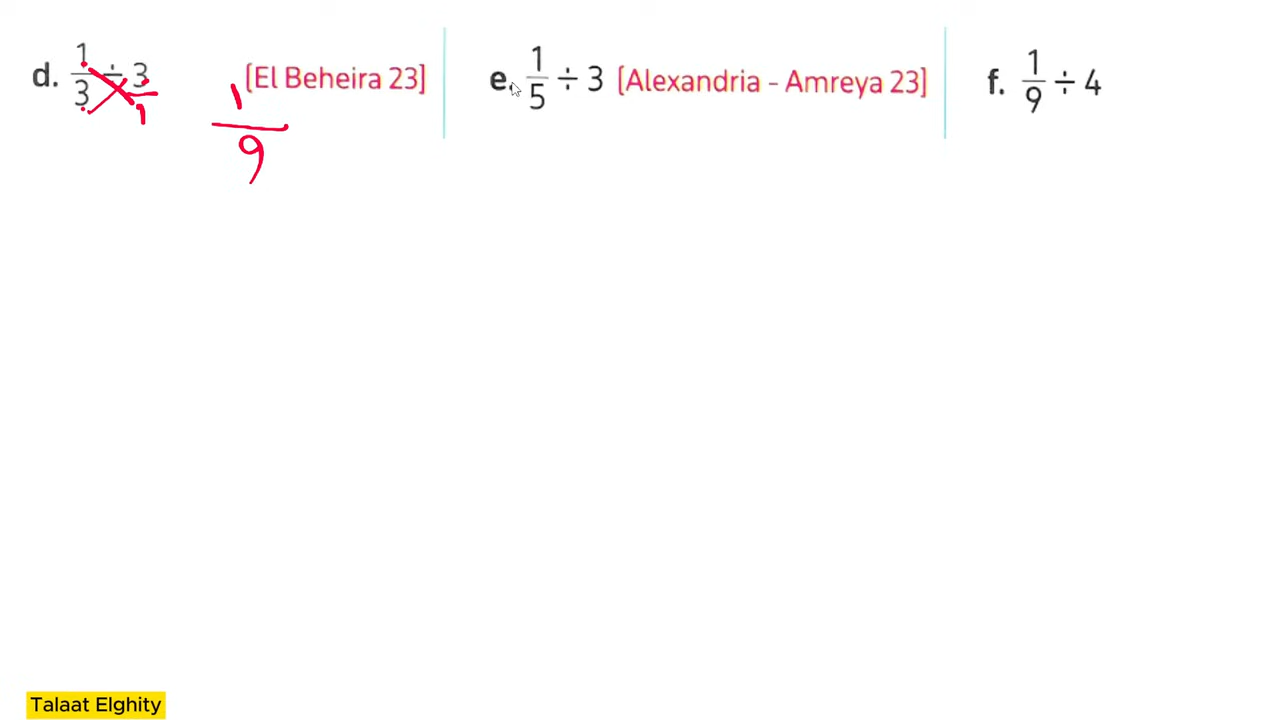 d. 1/3 ÷ 3/1 [El Beheira 23] 1/9
e. 1/5 ÷ 3 [Alexandria - Amreya 23]
f. 1/9 ÷ 4
Talaat Elghity